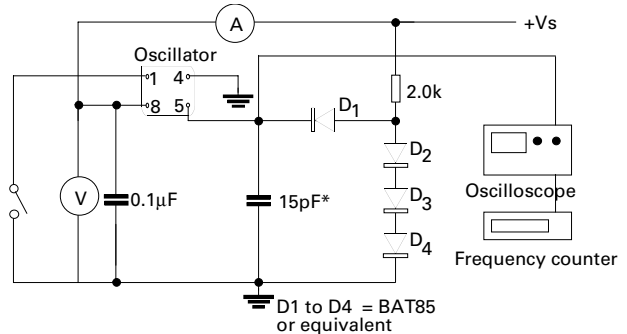 A
+Vs
Oscillator
1 4
8 5
2.0k
D1
D2
D3
D4
V
0.1μF
15pF*
Oscilloscope
Frequency counter
D1 to D4 = BAT85
or equivalent